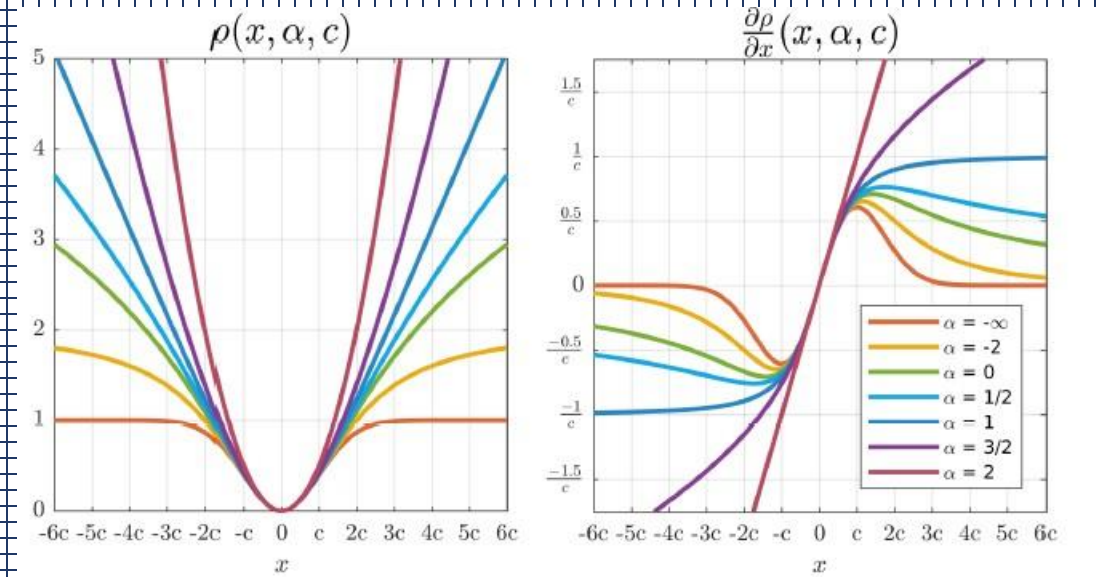 ρ(x, α, c)
5
4
3
2
1
0
-6c -5c -4c -3c -2c -c 0 c 2c 3c 4c 5c 6c
x
∂ρ/∂x (x, α, c)
1.5/c
1/c
0.5/c
0
-0.5/c
-1/c
-1.5/c
α = -∞
α = -2
α = 0
α = 1/2
α = 1
α = 3/2
α = 2
-6c -5c -4c -3c -2c -c 0 c 2c 3c 4c 5c 6c
x